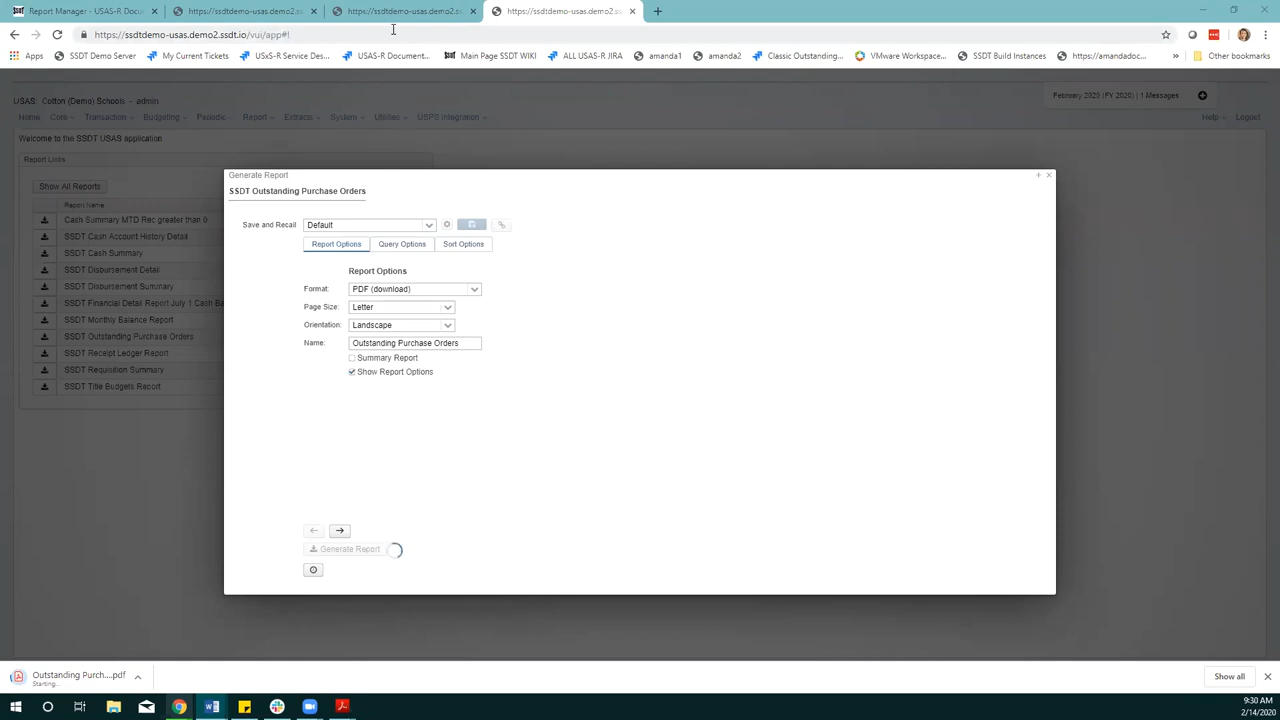 Report Manager - USAS-R Docu
https://ssdtdemo-usas.demo2.s
https://ssdtdemo-usas.demo2.ss
https://ssdtdemo-usas.demo2.ss
https://ssdtdemo-usas.demo2.ssdt.io/vui/app#!
Apps
SSDT Demo Server
My Current Tickets
USxS-R Service Des...
USAS-R Document...
Main Page SSDT WIKI
ALL USAS-R JIRA
amanda1
amanda2
Classic Outstanding...
VMware Workspace...
SSDT Build Instances
https://amandadoc...
Other bookmarks
USAS: Cotton (Demo) Schools - admin
February 2020 (FY 2020) | 1 Messages
Home Core Transaction Budgeting Periodic Report Extracts System Utilities USPS Integration Help Logout
Welcome to the SSDT USAS application
Report Links
Show All Reports
Report Name
Cash Summary MTD Rec greater than 0
SSDT Cash Account History Detail
SSDT Cash Summary
SSDT Disbursement Detail
SSDT Disbursement Summary
SSDT Financial Detail Report July 1 Cash Ba
SSDT Monthly Balance Report
SSDT Outstanding Purchase Orders
SSDT Receipt Ledger Report
SSDT Requisition Summary
SSDT Title Budgets Report
Generate Report
SSDT Outstanding Purchase Orders
Save and Recall Default
Report Options Query Options Sort Options
Report Options
Format: PDF (download)
Page Size: Letter
Orientation: Landscape
Name: Outstanding Purchase Orders
Summary Report
Show Report Options
Generate Report
Outstanding Purch....pdf
Starting...
Show all
9:30 AM
2/14/2020